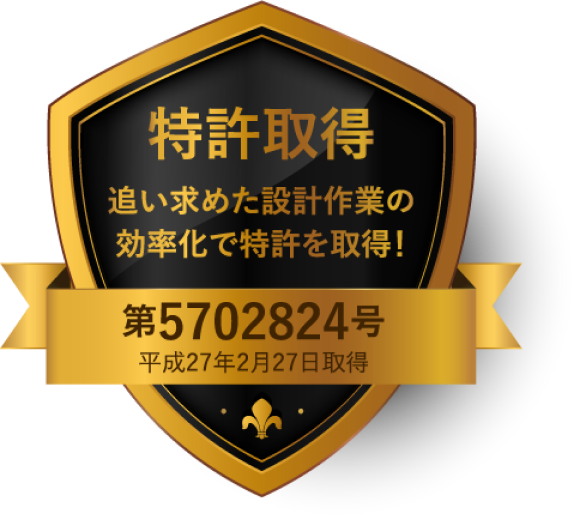 特許取得
追い求めた設計作業の
効率化で特許を取得!
第5702824号
平成27年2月27日取得